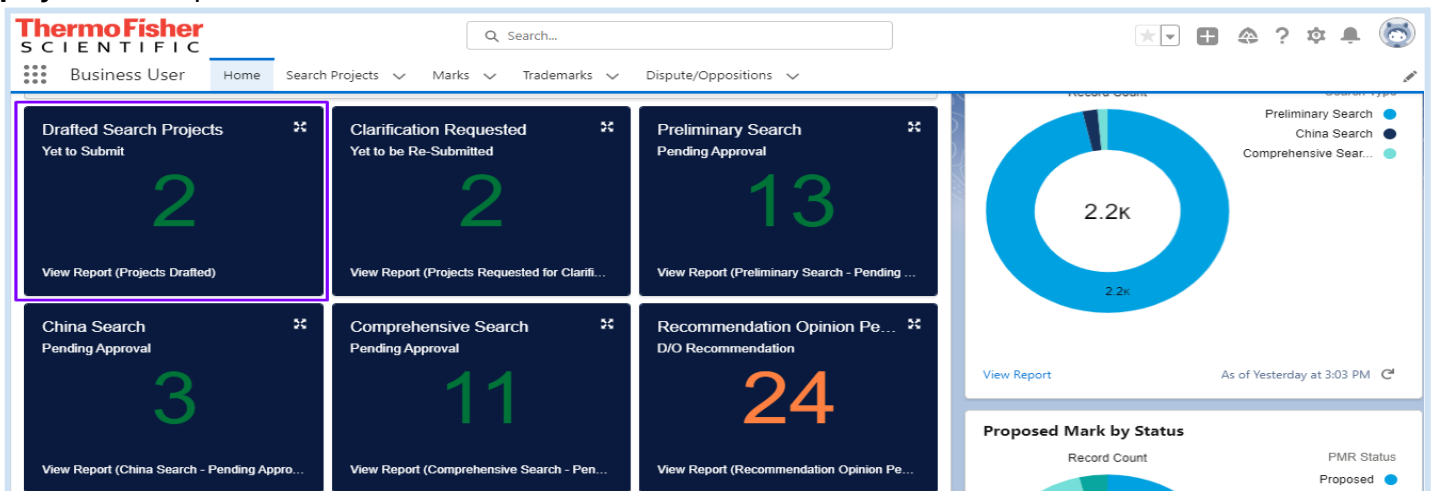 ThermoFisher
SCIENTIFIC
Search...
Business User
Home
Search Projects
Marks
Trademarks
Dispute/Oppositions
Drafted Search Projects
Yet to Submit
2
View Report (Projects Drafted)
Clarification Requested
Yet to be Re-Submitted
2
View Report (Projects Requested for Clarifi...
Preliminary Search
Pending Approval
13
View Report (Preliminary Search - Pending ...
China Search
Pending Approval
3
View Report (China Search - Pending Appro...
Comprehensive Search
Pending Approval
11
View Report (Comprehensive Search - Pen...
Recommendation Opinion Pe...
D/O Recommendation
24
View Report (Recommendation Opinion Pe...
Record Count
Search Type
Preliminary Search
China Search
Comprehensive Sear...
2.2K
2.2K
View Report
As of Yesterday at 3:03 PM
Proposed Mark by Status
Record Count
PMR Status
Proposed